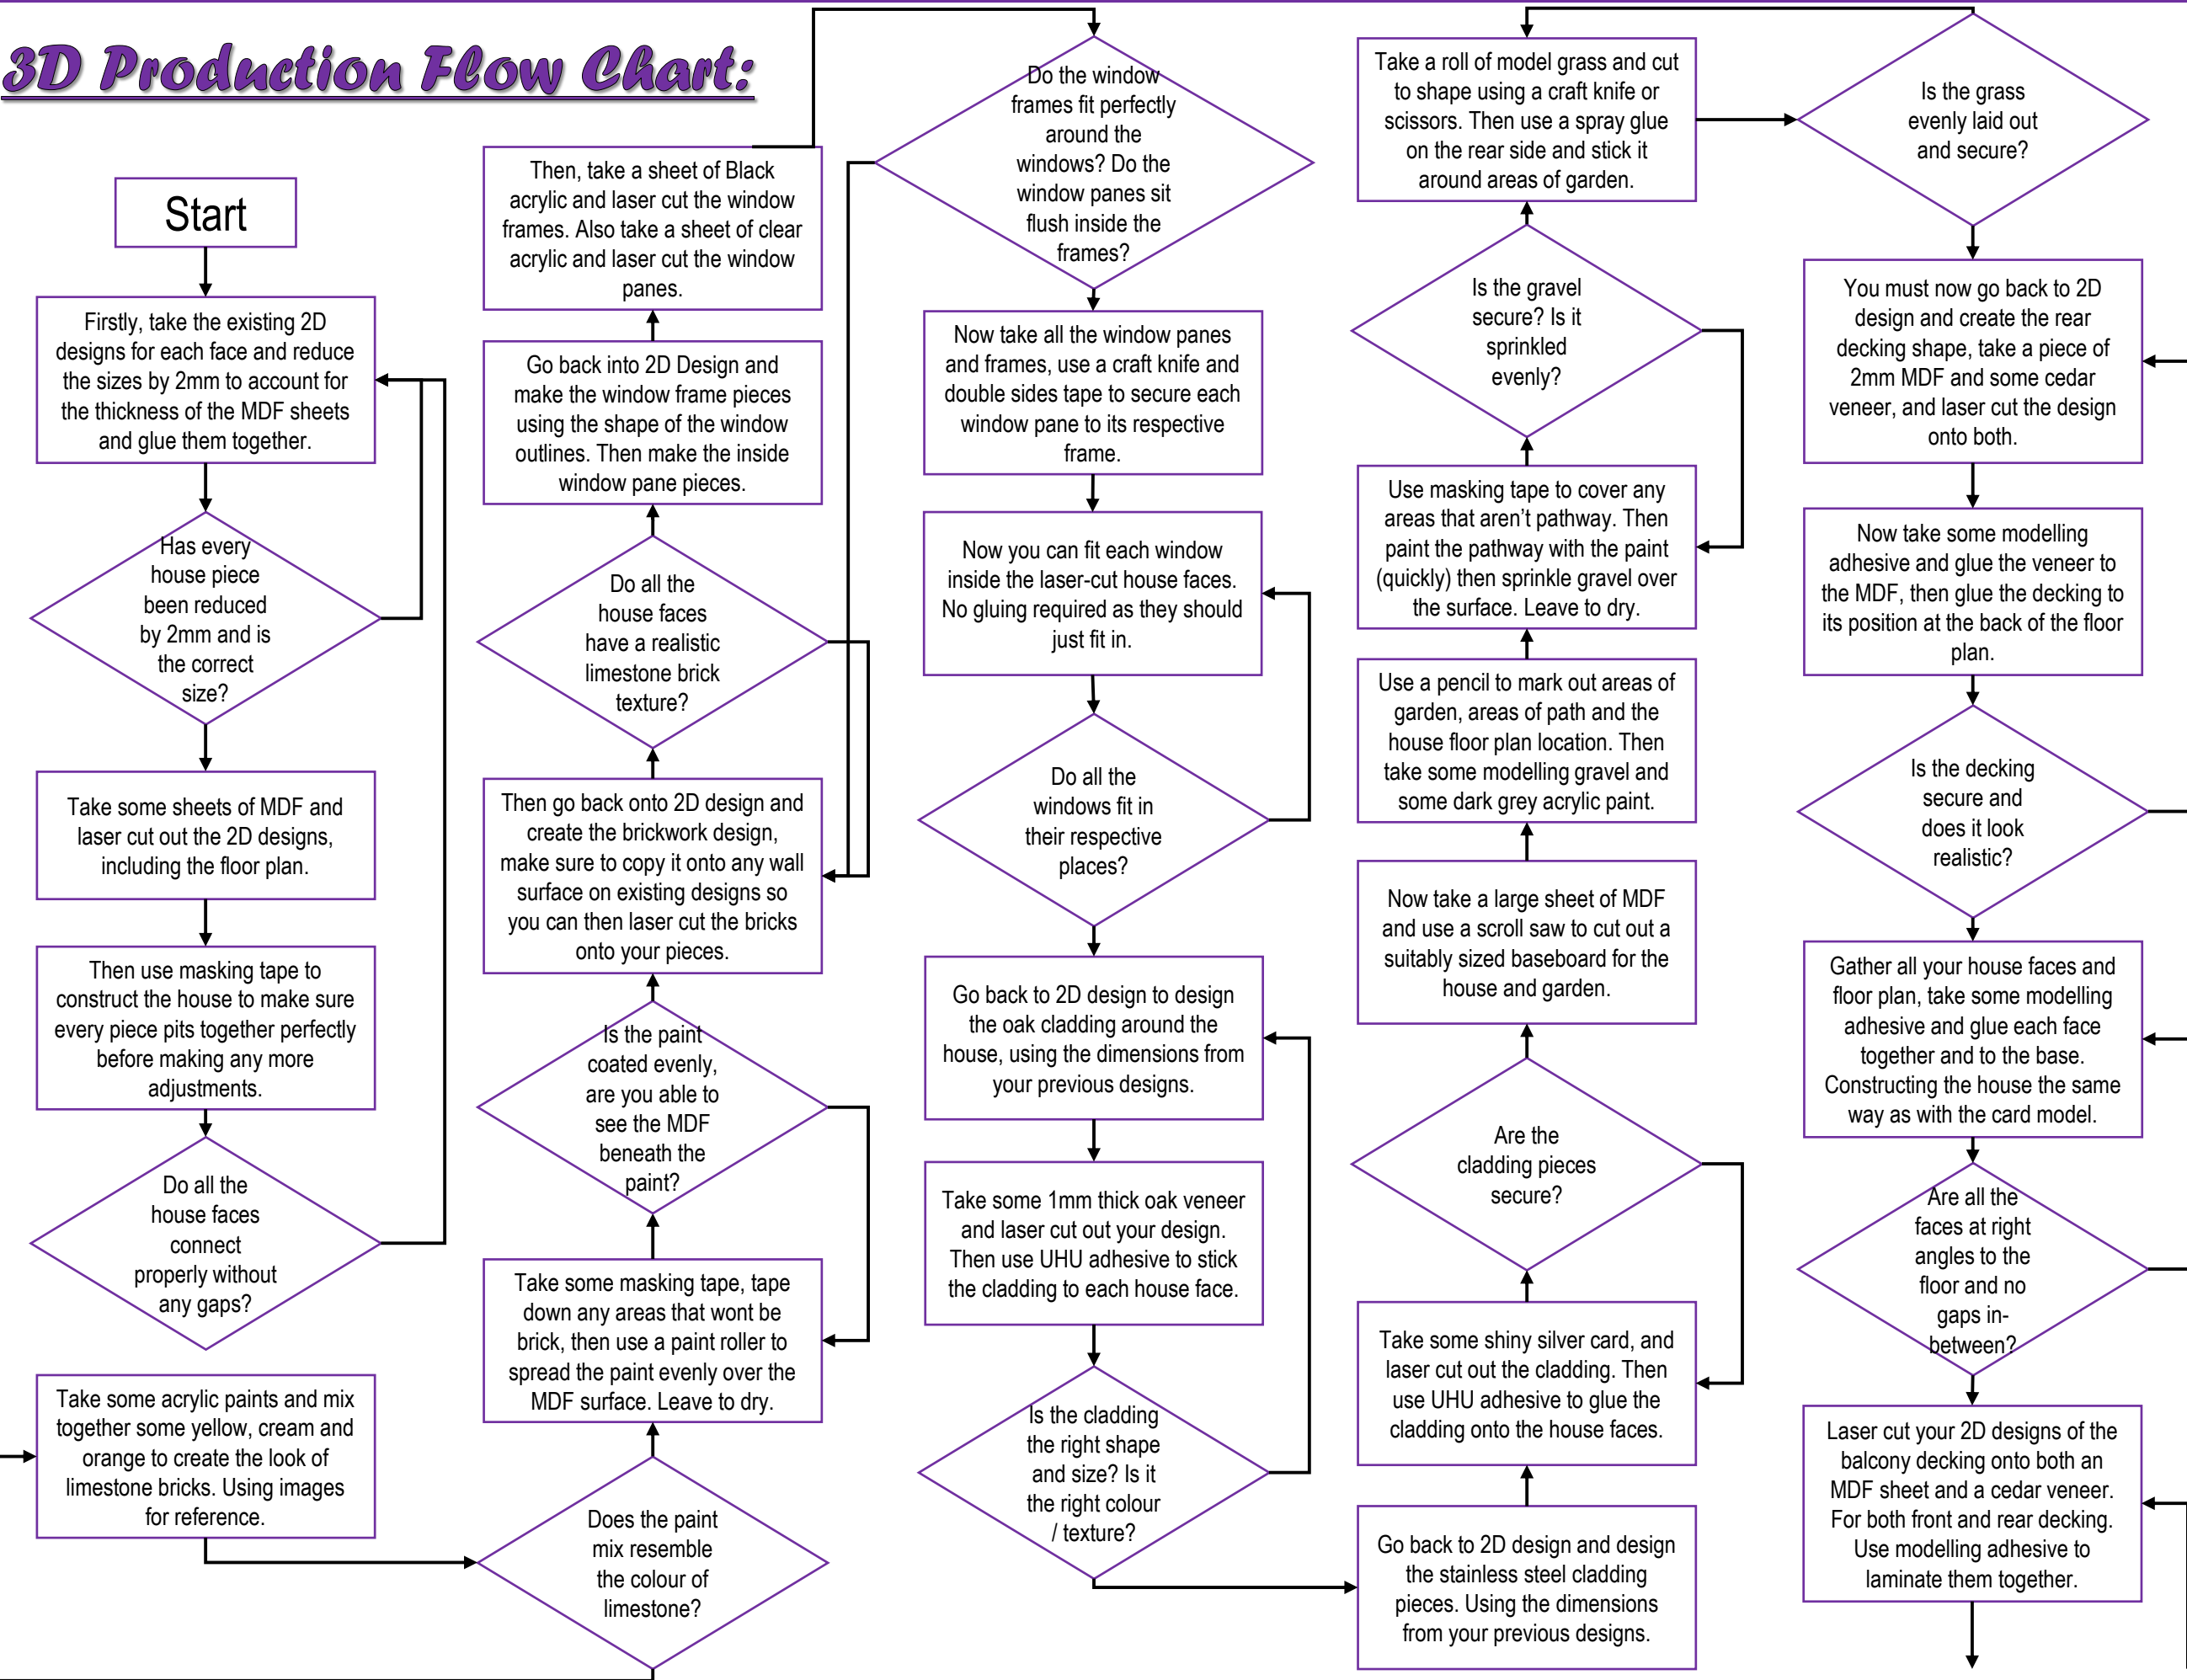 3D Production Flow Chart:
Start
Firstly, take the existing 2D
designs for each face and reduce
the sizes by 2mm to account for
the thickness of the MDF sheets
and glue them together.
Has every
house piece
been reduced
by 2mm and is
the correct
size?
Take some sheets of MDF and
laser cut out the 2D designs,
including the floor plan.
Then use masking tape to
construct the house to make sure
every piece pits together perfectly
before making any more
adjustments.
Do all the
house faces
connect
properly without
any gaps?
Take some acrylic paints and mix
together some yellow, cream and
orange to create the look of
limestone bricks. Using images
for reference.
Does the paint
mix resemble
the colour of
limestone?
Take some masking tape, tape
down any areas that wont be
brick, then use a paint roller to
spread the paint evenly over the
MDF surface. Leave to dry.
Is the paint
coated evenly,
are you able to
see the MDF
beneath the
paint?
Then go back onto 2D design and
create the brickwork design,
make sure to copy it onto any wall
surface on existing designs so
you can then laser cut the bricks
onto your pieces.
Do all the
house faces
have a realistic
limestone brick
texture?
Go back into 2D Design and
make the window frame pieces
using the shape of the window
outlines. Then make the inside
window pane pieces.
Then, take a sheet of Black
acrylic and laser cut the window
frames. Also take a sheet of clear
acrylic and laser cut the window
panes.
Do the window
frames fit perfectly
around the
windows? Do the
window panes sit
flush inside the
frames?
Now take all the window panes
and frames, use a craft knife and
double sides tape to secure each
window pane to its respective
frame.
Now you can fit each window
inside the laser-cut house faces.
No gluing required as they should
just fit in.
Do all the
windows fit in
their respective
places?
Go back to 2D design to design
the oak cladding around the
house, using the dimensions from
your previous designs.
Take some 1mm thick oak veneer
and laser cut out your design.
Then use UHU adhesive to stick
the cladding to each house face.
Is the cladding
the right shape
and size? Is it
the right colour
/ texture?
Go back to 2D design and design
the stainless steel cladding
pieces. Using the dimensions
from your previous designs.
Take some shiny silver card, and
laser cut out the cladding. Then
use UHU adhesive to glue the
cladding onto the house faces.
Are the
cladding pieces
secure?
Now take a large sheet of MDF
and use a scroll saw to cut out a
suitably sized baseboard for the
house and garden.
Use a pencil to mark out areas of
garden, areas of path and the
house floor plan location. Then
take some modelling gravel and
some dark grey acrylic paint.
Use masking tape to cover any
areas that aren't pathway. Then
paint the pathway with the paint
(quickly) then sprinkle gravel over
the surface. Leave to dry.
Is the gravel
secure? Is it
sprinkled
evenly?
Take a roll of model grass and cut
to shape using a craft knife or
scissors. Then use a spray glue
on the rear side and stick it
around areas of garden.
Is the grass
evenly laid out
and secure?
You must now go back to 2D
design and create the rear
decking shape, take a piece of
2mm MDF and some cedar
veneer, and laser cut the design
onto both.
Now take some modelling
adhesive and glue the veneer to
the MDF, then glue the decking to
its position at the back of the floor
plan.
Is the decking
secure and
does it look
realistic?
Gather all your house faces and
floor plan, take some modelling
adhesive and glue each face
together and to the base.
Constructing the house the same
way as with the card model.
Are all the
faces at right
angles to the
floor and no
gaps in-
between?
Laser cut your 2D designs of the
balcony decking onto both an
MDF sheet and a cedar veneer.
For both front and rear decking.
Use modelling adhesive to
laminate them together.